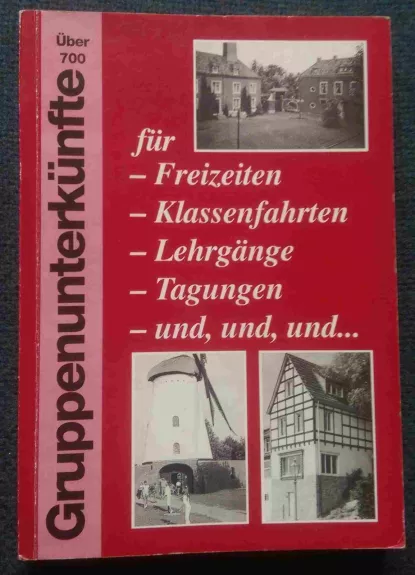 Über
700
Gruppenunterkünfte
für
– Freizeiten
– Klassenfahrten
– Lehrgänge
– Tagungen
– und, und, und...